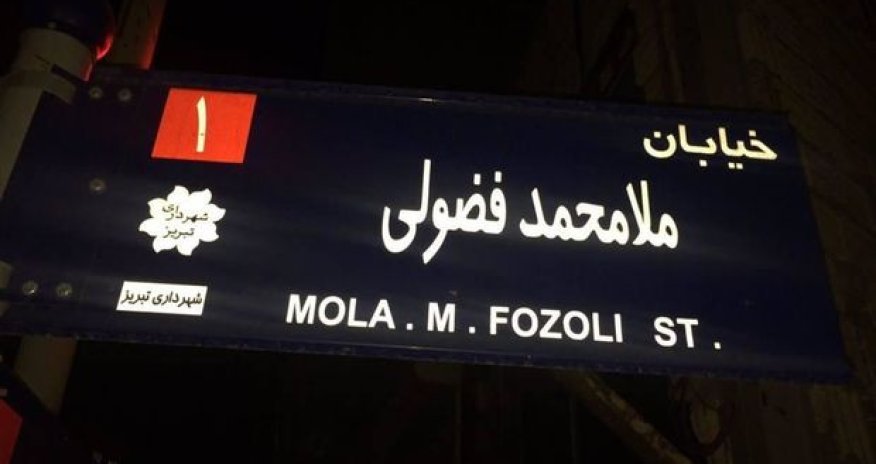 خیابان
۱
ملامحمد فضولی
شهرداری
تبریز
شهرداری تبریز
MOLA . M . FOZOLI ST .